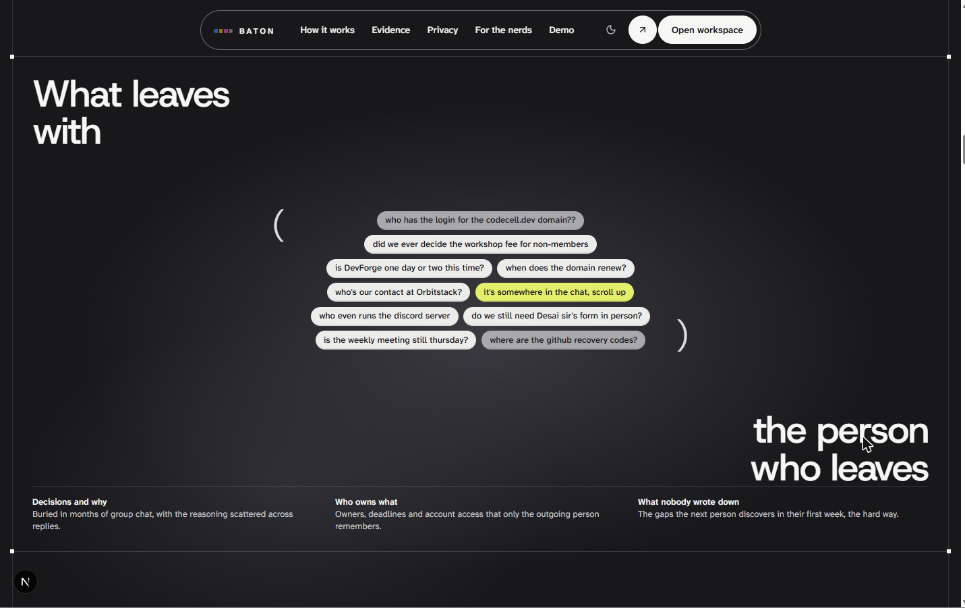 BATON How it works Evidence Privacy For the nerds Demo Open workspace
What leaves
with
( who has the login for the codecell.dev domain??
did we ever decide the workshop fee for non-members
is DevForge one day or two this time? when does the domain renew?
who's our contact at Orbitstack? it's somewhere in the chat, scroll up
who even runs the discord server do we still need Desai sir's form in person?
is the weekly meeting still thursday? where are the github recovery codes? )
the person
who leaves
Decisions and why
Buried in months of group chat, with the reasoning scattered across
replies.
Who owns what
Owners, deadlines and account access that only the outgoing person
remembers.
What nobody wrote down
The gaps the next person discovers in their first week, the hard way.
N